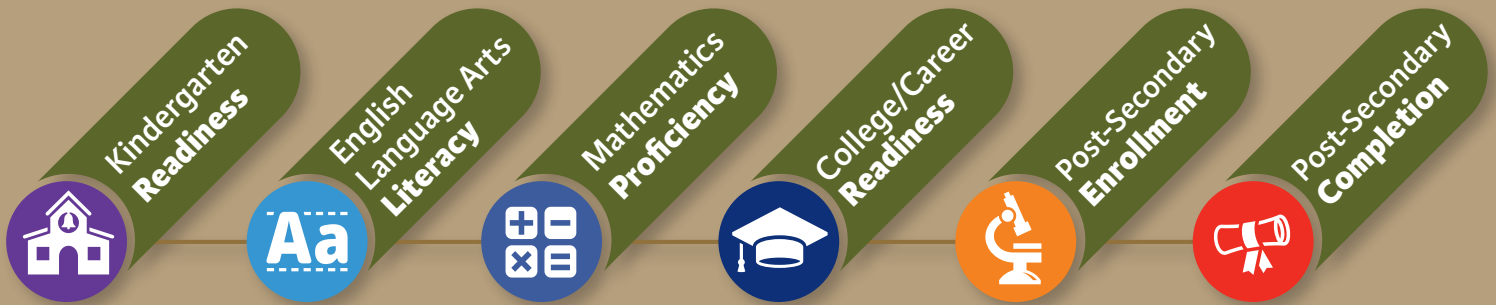 Kindergarten
Readiness
English
Language Arts
Literacy
Mathematics
Proficiency
College/Career
Readiness
Post-Secondary
Enrollment
Post-Secondary
Completion
Aa